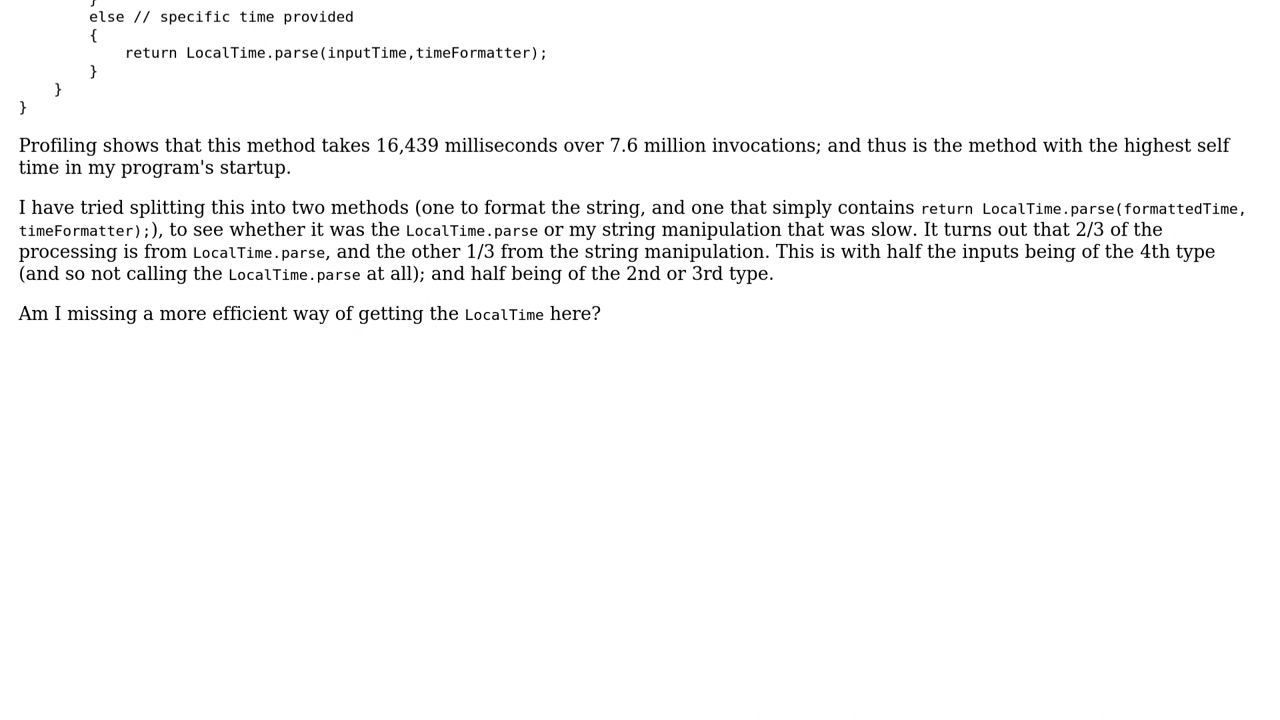 }
else // specific time provided
{
return LocalTime.parse(inputTime,timeFormatter);
}
}
}
Profiling shows that this method takes 16,439 milliseconds over 7.6 million invocations; and thus is the method with the highest self
time in my program's startup.
I have tried splitting this into two methods (one to format the string, and one that simply contains return LocalTime.parse(formattedTime,
timeFormatter);), to see whether it was the LocalTime.parse or my string manipulation that was slow. It turns out that 2/3 of the
processing is from LocalTime.parse, and the other 1/3 from the string manipulation. This is with half the inputs being of the 4th type
(and so not calling the LocalTime.parse at all); and half being of the 2nd or 3rd type.
Am I missing a more efficient way of getting the LocalTime here?